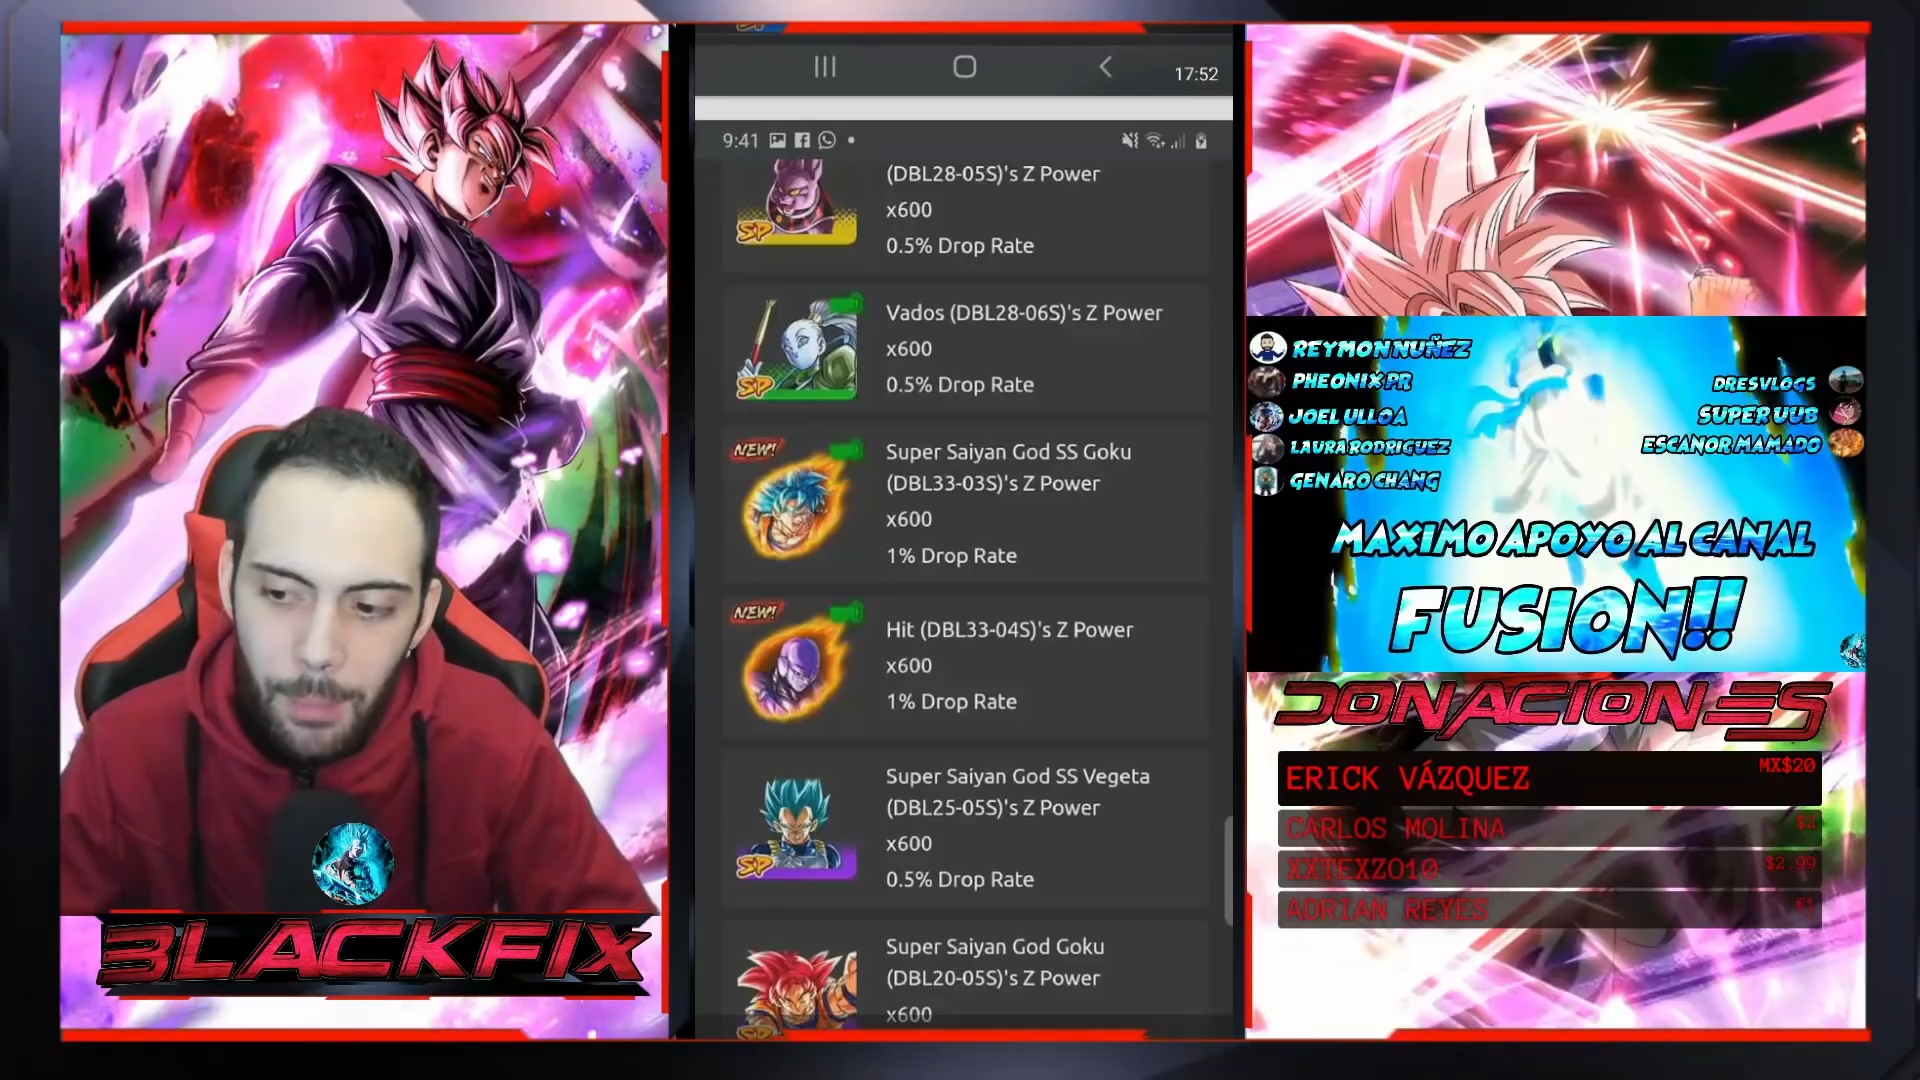 17:52
9:41
(DBL28-05S)'s Z Power
x600
0.5% Drop Rate
SP
Vados (DBL28-06S)'s Z Power
x600
0.5% Drop Rate
SP
NEW!
Super Saiyan God SS Goku
(DBL33-03S)'s Z Power
x600
1% Drop Rate
NEW!
Hit (DBL33-04S)'s Z Power
x600
1% Drop Rate
Super Saiyan God SS Vegeta
(DBL25-05S)'s Z Power
x600
0.5% Drop Rate
SP
Super Saiyan God Goku
(DBL20-05S)'s Z Power
x600
SP
BLACKFIX
REYMON NUÑEZ
PHEONIX PR
JOEL ULLOA
LAURA RODRIGUEZ
GENARO CHANG
DRESVLOGS
SUPER UUB
ESCANOR MAMADO
MAXIMO APOYO AL CANAL
FUSION!!
DONACIONES
ERICK VÁZQUEZ MX$20
CARLOS MOLINA $2
XXTEXZO10 $2.99
ADRIAN REYES